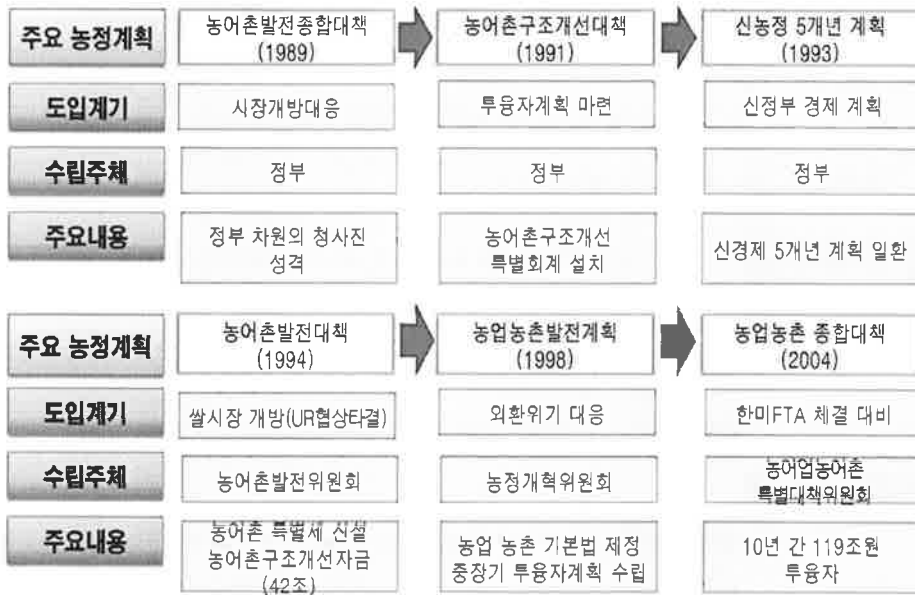 주요 농정계획
농어촌발전종합대책
(1989)
농어촌구조개선대책
(1991)
신농정 5개년 계획
(1993)
도입계기
시장개방대응
투융자계획 마련
신정부 경제 계획
수립주체
정부
정부
정부
주요내용
정부 차원의 청사진
성격
농어촌구조개선
특별회계 설치
신경제 5개년 계획 일환
주요 농정계획
농어촌발전대책
(1994)
농업농촌발전계획
(1998)
농업농촌 종합대책
(2004)
도입계기
쌀시장 개방(UR협상타결)
외환위기 대응
한미FTA 체결 대비
수립주체
농어촌발전위원회
농정개혁위원회
농어업농어촌
특별대책위원회
주요내용
농어촌 특별세 신설
농어촌구조개선자금
(42조)
농업 농촌 기본법 제정
중장기 투융자계획 수립
10년 간 119조원
투융자